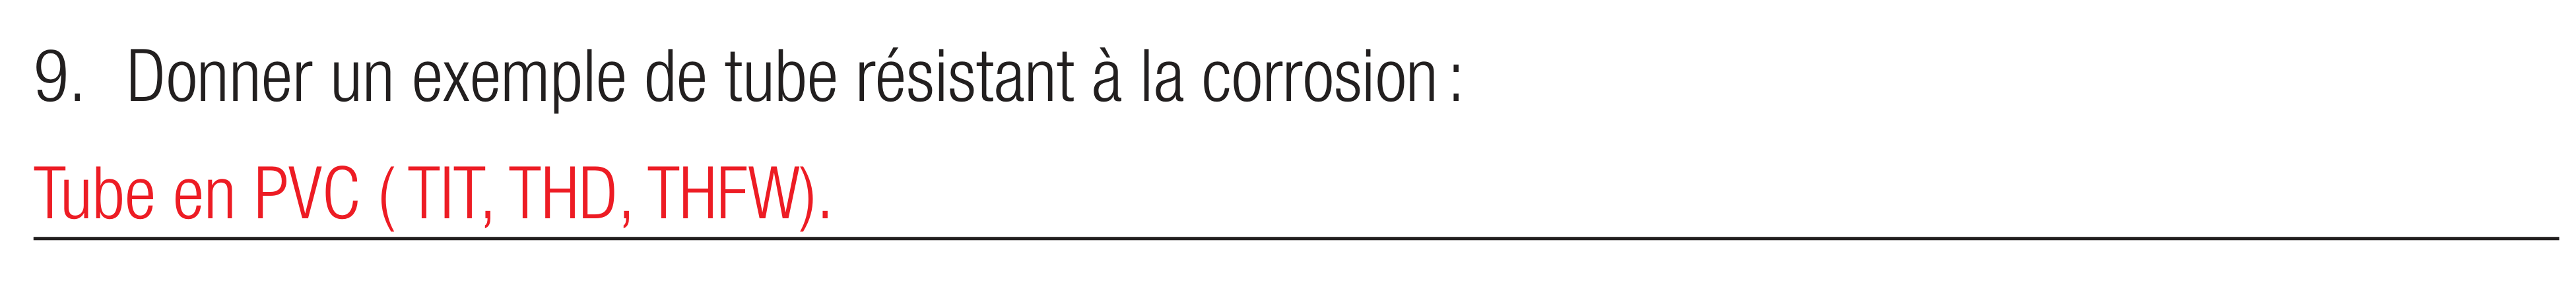 9. Donner un exemple de tube résistant à la corrosion :
Tube en PVC ( TIT, THD, THFW).